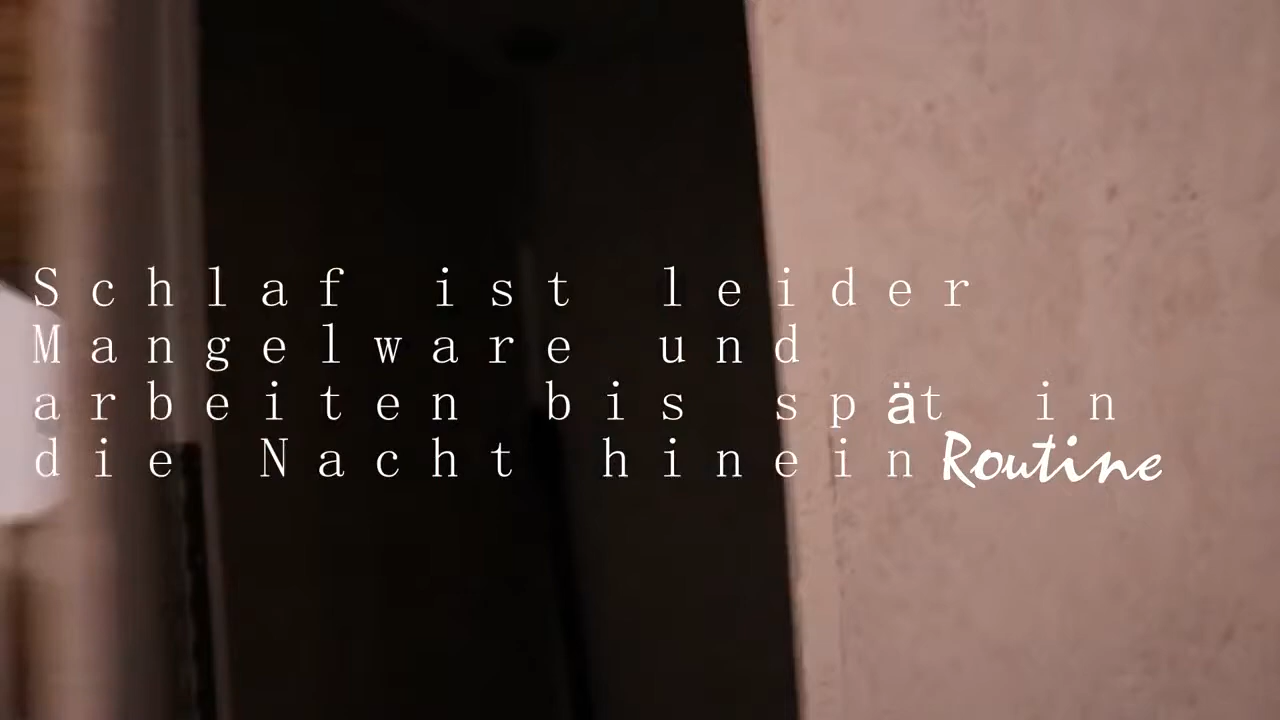 Schlaf ist leider
Mangelware und
arbeiten bis spät in
die Nacht hinein Routine